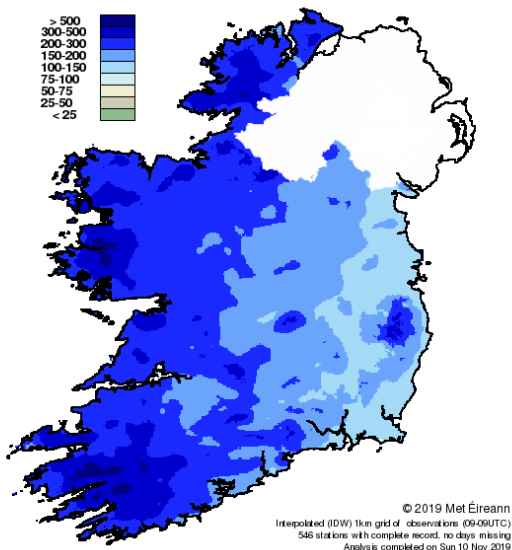 > 500
300-500
200-300
150-200
100-150
75-100
50-75
25-50
< 25
© 2019 Met Éireann
Interpolated (IDW) 1km grid of observations (09-09UTC)
546 stations with complete record, no days missing
Analysis completed on Sun 10 Nov 2019